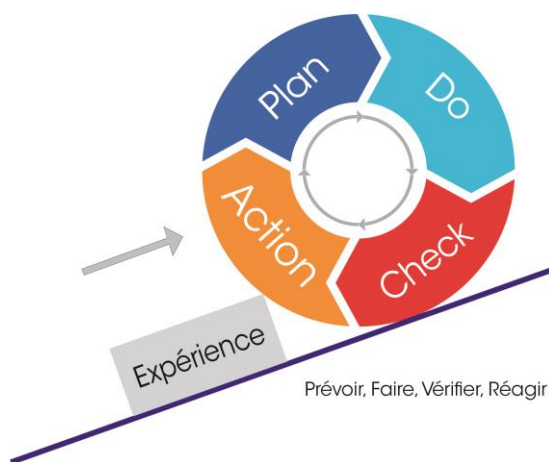 Plan
Do
Action
Check
Expérience
Prévoir, Faire, Vérifier, Réagir